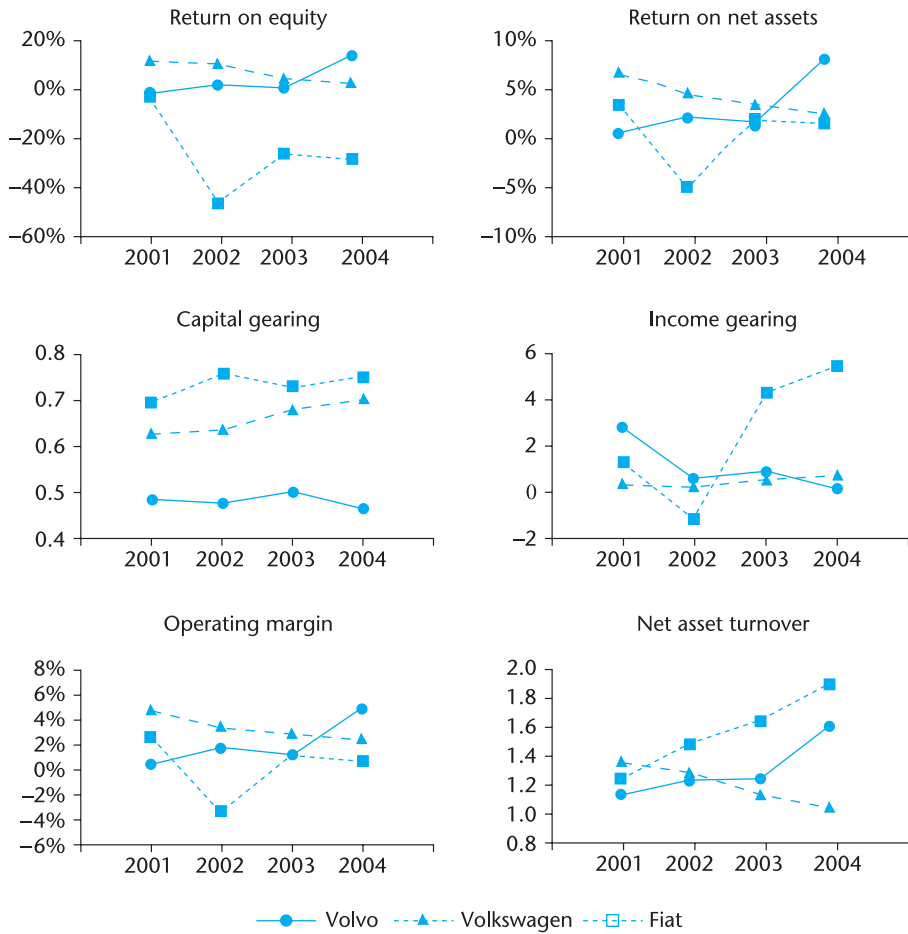 Return on equity
20%
0%
–20%
–40%
–60%
2001 2002 2003 2004
Return on net assets
10%
5%
0%
–5%
–10%
2001 2002 2003 2004
Capital gearing
0.8
0.7
0.6
0.5
0.4
2001 2002 2003 2004
Income gearing
6
4
2
0
–2
2001 2002 2003 2004
Operating margin
8%
6%
4%
2%
0%
–2%
–4%
–6%
2001 2002 2003 2004
Net asset turnover
2.0
1.8
1.6
1.4
1.2
1.0
0.8
2001 2002 2003 2004
Volvo Volkswagen Fiat